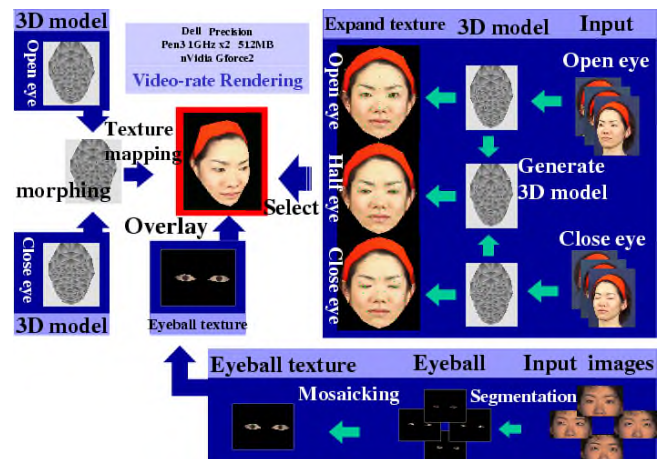 3D model
Open eye
Dell Precision
Pen3 1GHz x2 512MB
nVidia Gforce2
Video-rate Rendering
Texture
mapping
morphing
Overlay
Select
Close eye
3D model
Eyeball texture
Expand texture
3D model
Input
Open eye
Open eye
Half eye
Generate
3D model
Close eye
Close eye
Eyeball texture
Eyeball
Input images
Mosaicking
Segmentation